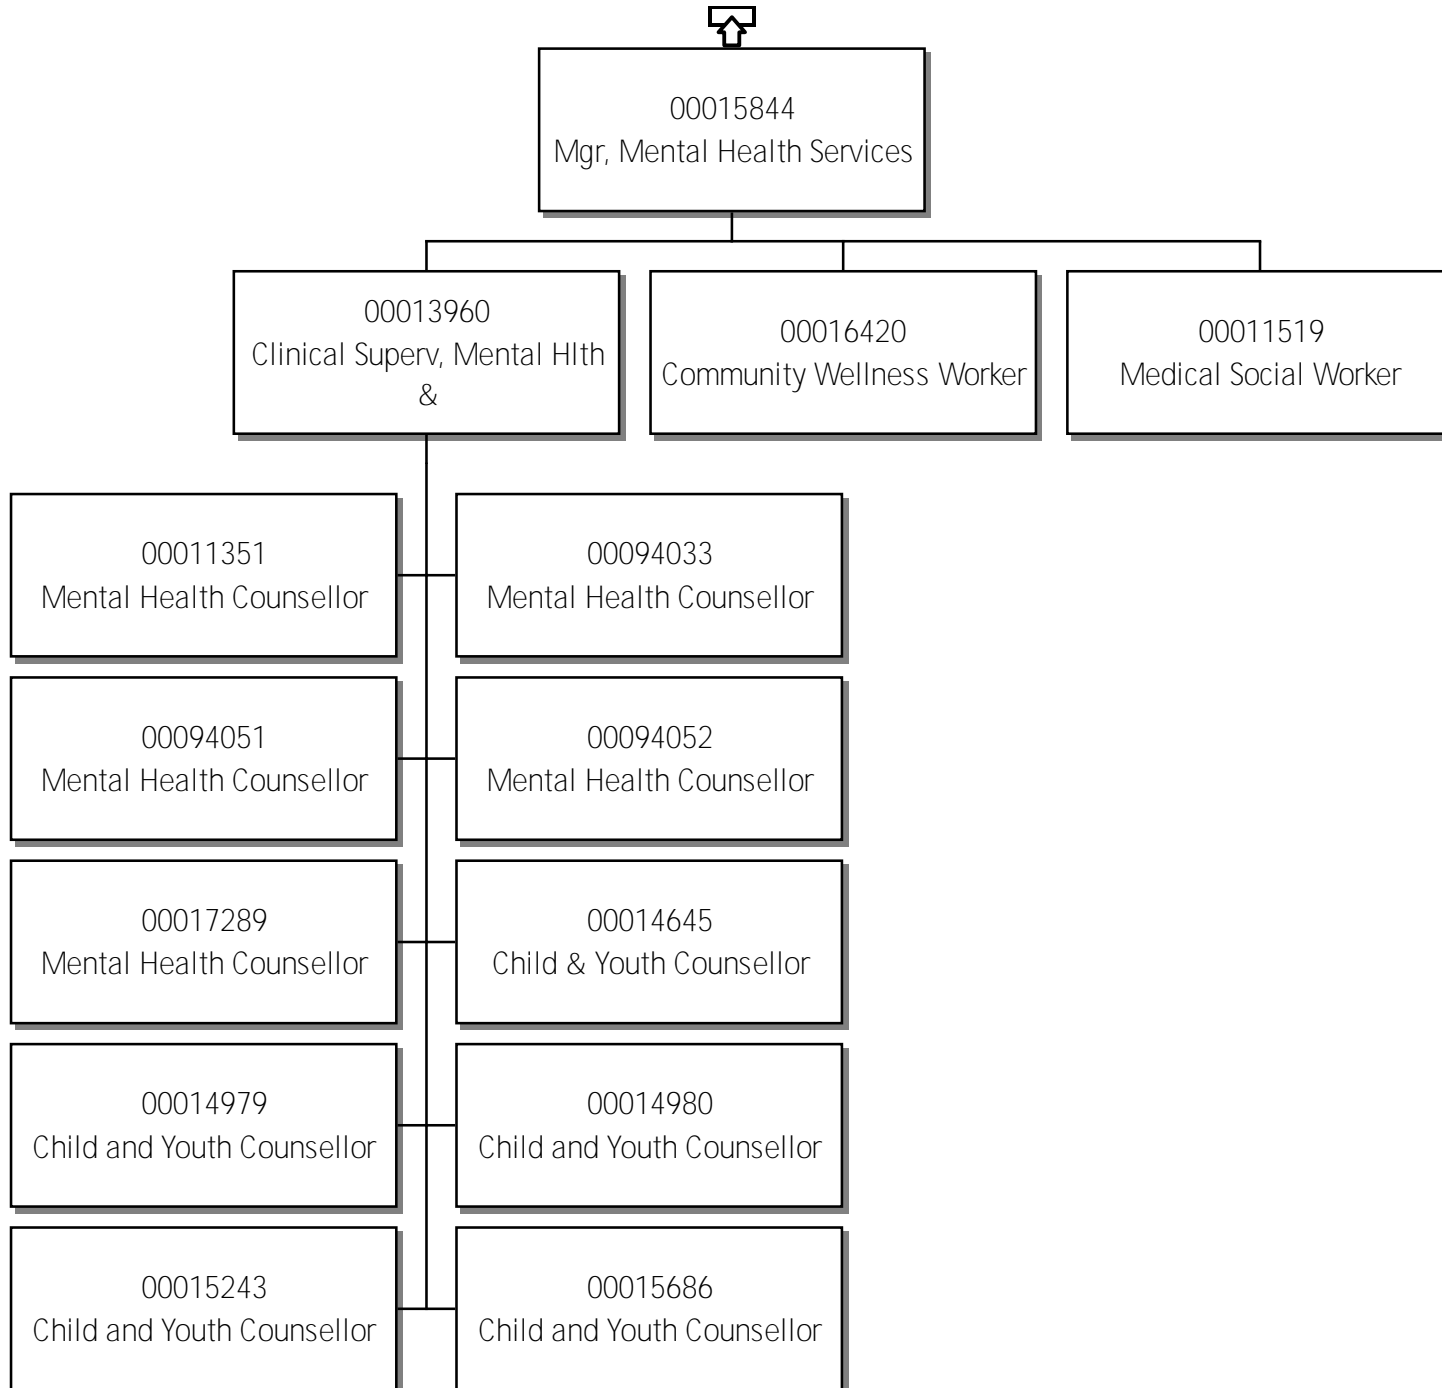 00015844
Mgr, Mental Health Services
00013960
Clinical Superv, Mental Hlth
&
00016420
Community Wellness Worker
00011519
Medical Social Worker
00011351
Mental Health Counsellor
00094033
Mental Health Counsellor
00094051
Mental Health Counsellor
00094052
Mental Health Counsellor
00017289
Mental Health Counsellor
00014645
Child & Youth Counsellor
00014979
Child and Youth Counsellor
00014980
Child and Youth Counsellor
00015243
Child and Youth Counsellor
00015686
Child and Youth Counsellor